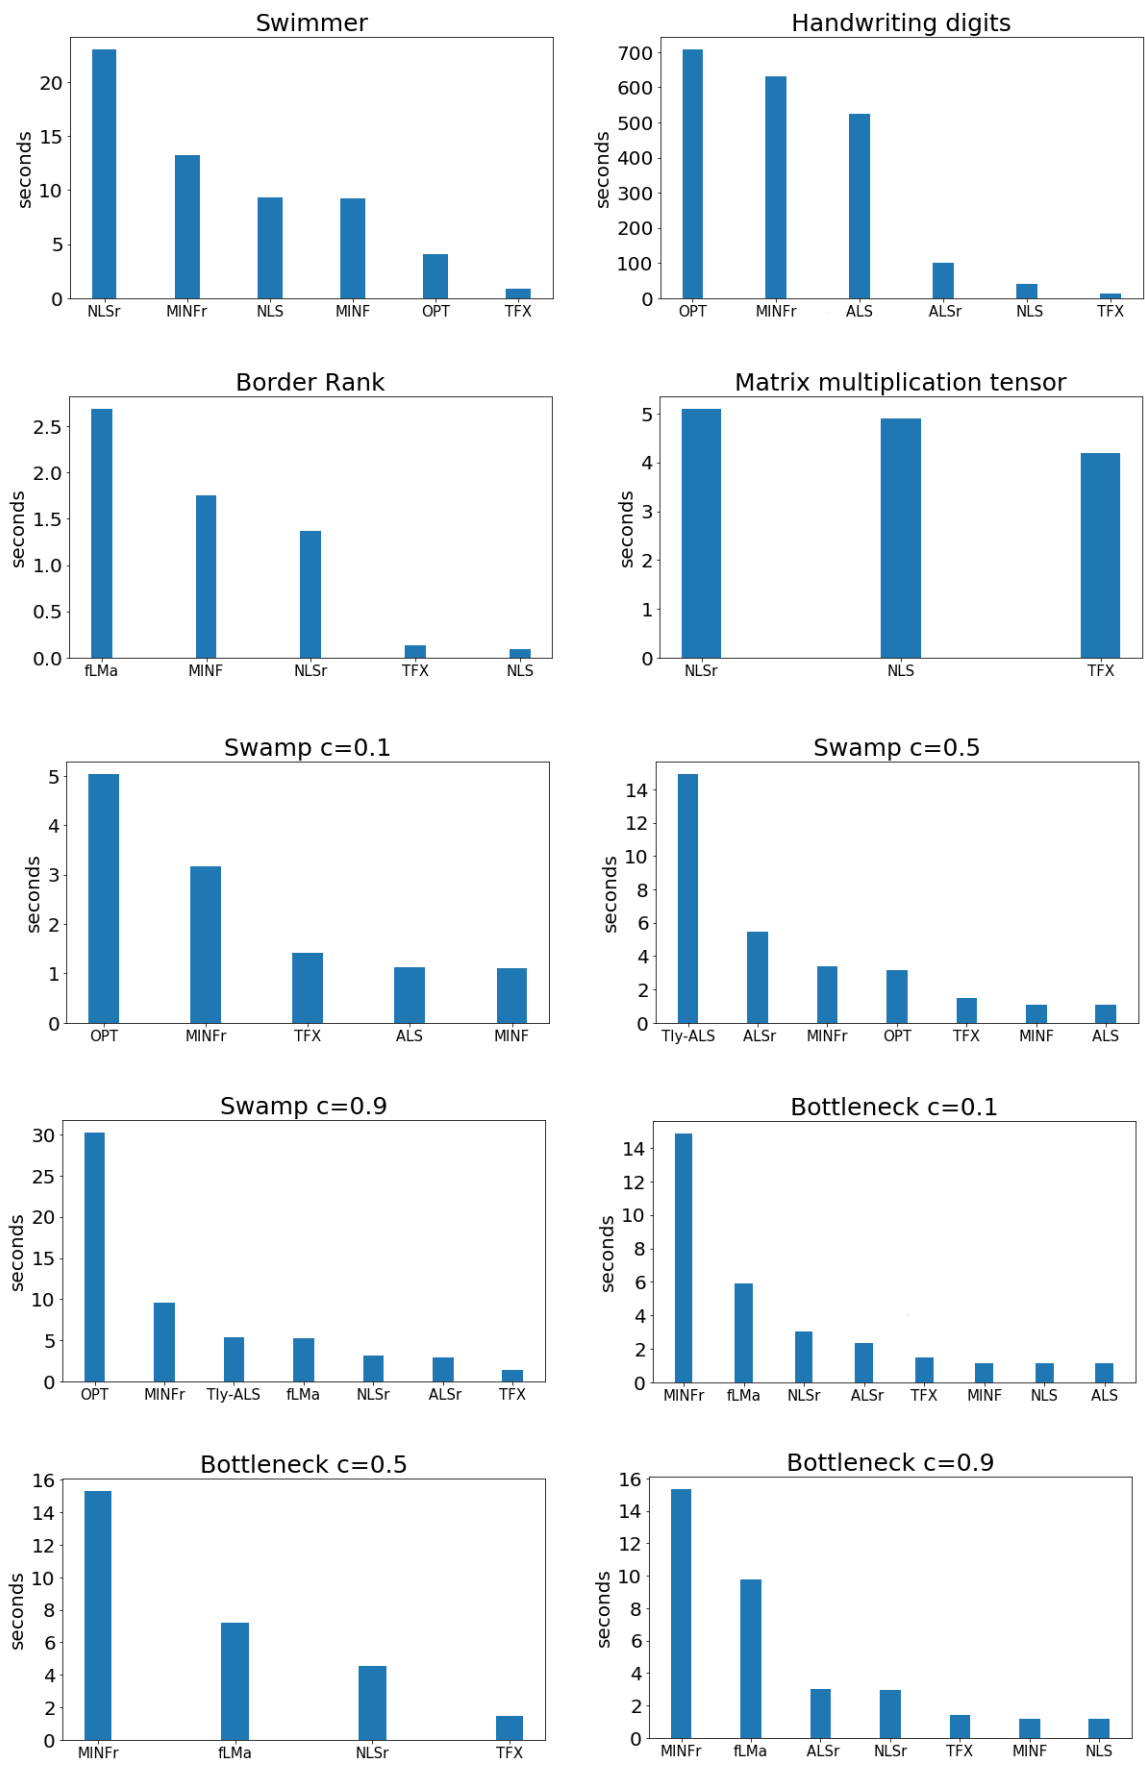 Swimmer
seconds
20
15
10
5
0
NLSr MINFr NLS MINF OPT TFX
Handwriting digits
seconds
700
600
500
400
300
200
100
0
OPT MINFr ALS ALSr NLS TFX
Border Rank
seconds
2.5
2.0
1.5
1.0
0.5
0.0
fLMa MINF NLSr TFX NLS
Matrix multiplication tensor
seconds
5
4
3
2
1
0
NLSr NLS TFX
Swamp c=0.1
seconds
5
4
3
2
1
0
OPT MINFr TFX ALS MINF
Swamp c=0.5
seconds
14
12
10
8
6
4
2
0
Tly-ALS ALSr MINFr OPT TFX MINF ALS
Swamp c=0.9
seconds
30
25
20
15
10
5
0
OPT MINFr Tly-ALS fLMa NLSr ALSr TFX
Bottleneck c=0.1
seconds
14
12
10
8
6
4
2
0
MINFr fLMa NLSr ALSr TFX MINF NLS ALS
Bottleneck c=0.5
seconds
16
14
12
10
8
6
4
2
0
MINFr fLMa NLSr TFX
Bottleneck c=0.9
seconds
16
14
12
10
8
6
4
2
0
MINFr fLMa ALSr NLSr TFX MINF NLS